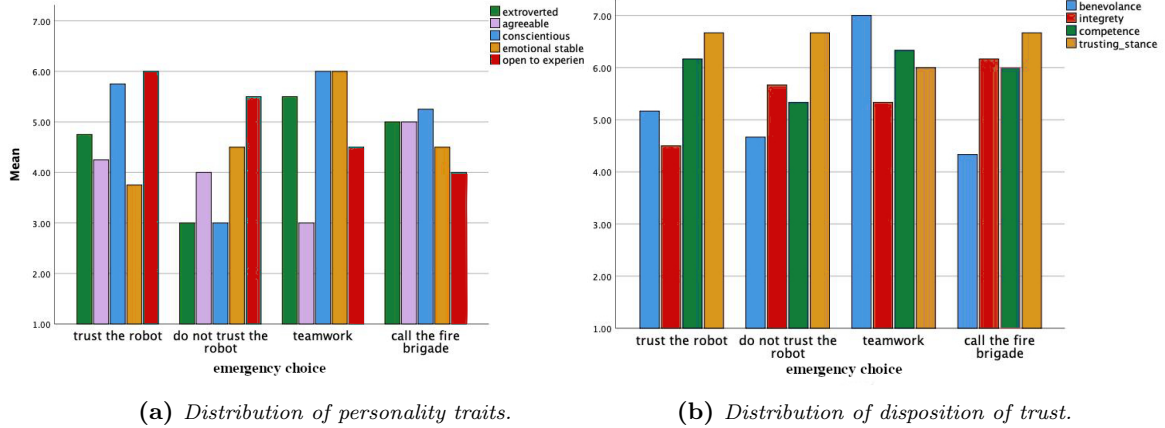 7.00
6.00
5.00
4.00
3.00
2.00
1.00
Mean
trust the robot
do not trust the
robot
teamwork
call the fire
brigade
emergency choice
extroverted
agreeable
conscientious
emotional stable
open to experien
(a) Distribution of personality traits.
7.00
6.00
5.00
4.00
3.00
2.00
1.00
trust the robot
do not trust the
robot
teamwork
call the fire
brigade
emergency choice
benevolance
integrety
competence
trusting_stance
(b) Distribution of disposition of trust.